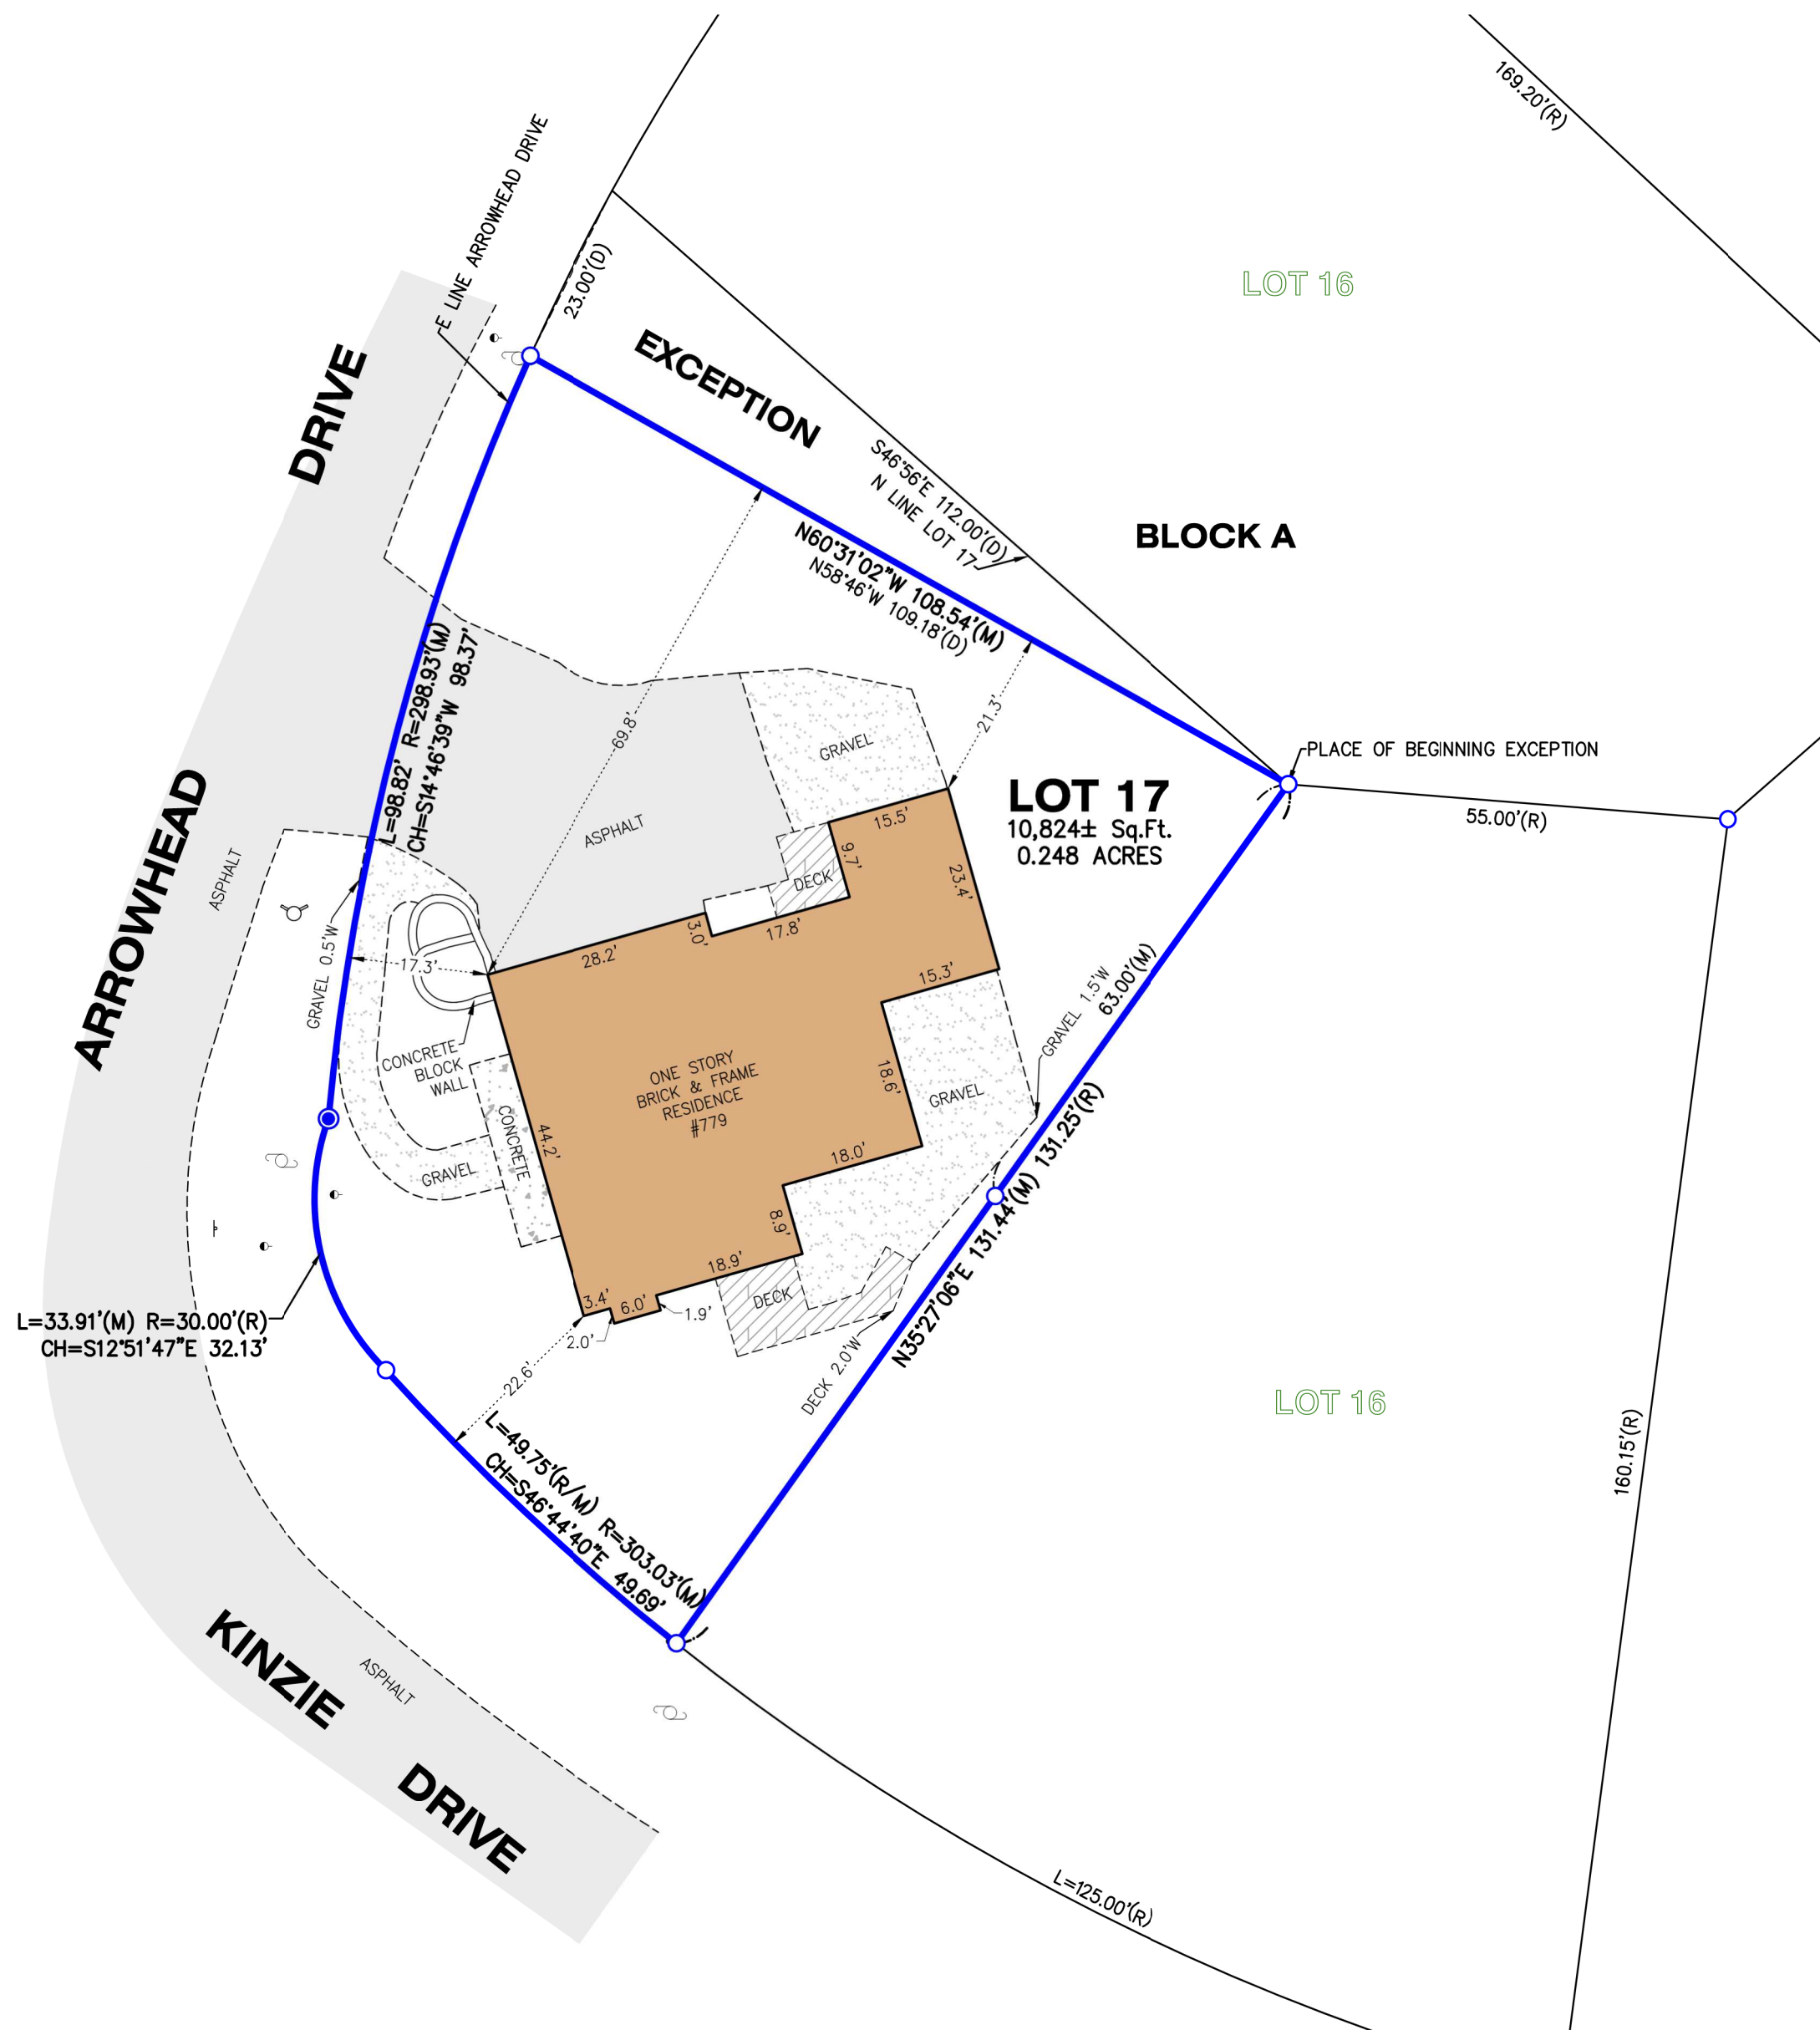 169.20'(R)
E LINE ARROWHEAD DRIVE
23.00'(D)
LOT 16
DRIVE
EXCEPTION
S46°56'E 112.00'(D)
N LINE LOT 17
BLOCK A
N60°31'02"W 108.54'(M)
N58°46'W 109.18'(D)
L=98.82' R=298.93'(M)
CH=S14°46'39"W 98.37'
69.8'
21.3'
GRAVEL
PLACE OF BEGINNING EXCEPTION
55.00'(R)
LOT 17
10,824± Sq.Ft.
0.248 ACRES
ASPHALT
15.5'
9.7'
23.4'
DECK
ARROWHEAD
ASPHALT
GRAVEL 0.5'W
17.3'
28.2'
3.0'
17.8'
15.3'
GRAVEL 1.5'W
63.00'(M)
CONCRETE
BLOCK
WALL
ONE STORY
BRICK & FRAME
RESIDENCE
#779
18.6'
GRAVEL
CONCRETE
44.2'
GRAVEL
18.0'
8.9'
18.9'
N35°27'06"E 131.44'(M) 131.25'(R)
3.4'
6.0'
1.9'
2.0'
DECK
DECK 2.0'W
L=33.91'(M) R=30.00'(R)
CH=S12°51'47"E 32.13'
22.6'
L=49.75'(R/M) R=303.03'(M)
CH=S46°44'40"E 49.69'
LOT 16
160.15'(R)
KINZIE
ASPHALT
DRIVE
L=125.00'(R)